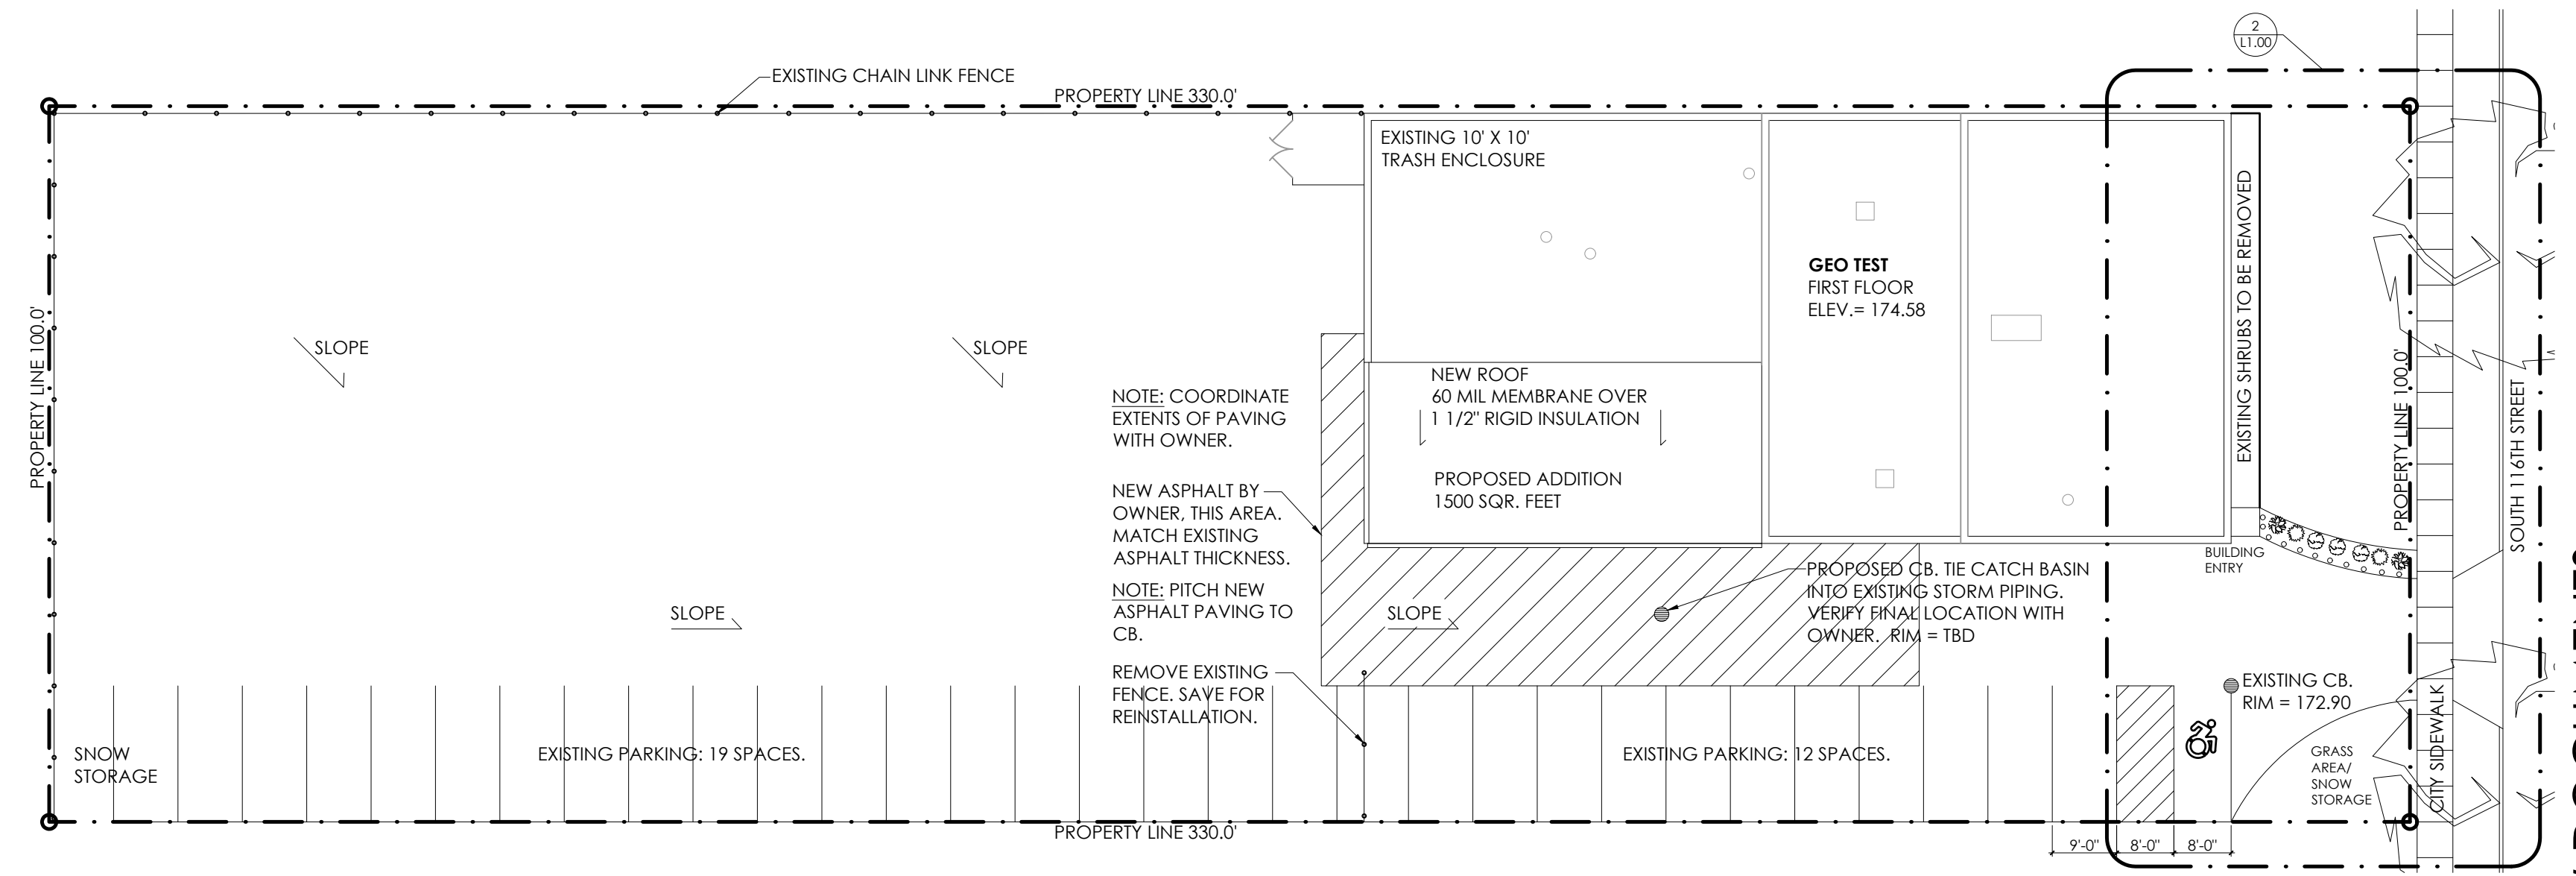 2
L1.00
EXISTING CHAIN LINK FENCE
PROPERTY LINE 330.0'
EXISTING 10' X 10'
TRASH ENCLOSURE
GEO TEST
FIRST FLOOR
ELEV.= 174.58
EXISTING SHRUBS TO BE REMOVED
PROPERTY LINE 100.0'
PROPERTY LINE 100.0'
SOUTH 116TH STREET
SLOPE
SLOPE
NOTE: COORDINATE
EXTENTS OF PAVING
WITH OWNER.
NEW ROOF
60 MIL MEMBRANE OVER
1 1/2" RIGID INSULATION
PROPOSED ADDITION
1500 SQR. FEET
NEW ASPHALT BY
OWNER, THIS AREA.
MATCH EXISTING
ASPHALT THICKNESS.
NOTE: PITCH NEW
ASPHALT PAVING TO
CB.
BUILDING
ENTRY
PROPOSED CB. TIE CATCH BASIN
INTO EXISTING STORM PIPING.
VERIFY FINAL LOCATION WITH
OWNER. RIM = TBD
SLOPE
SLOPE
REMOVE EXISTING
FENCE. SAVE FOR
REINSTALLATION.
EXISTING CB.
RIM = 172.90
SNOW
STORAGE
EXISTING PARKING: 19 SPACES.
EXISTING PARKING: 12 SPACES.
GRASS
AREA/
SNOW
STORAGE
CITY SIDEWALK
PROPERTY LINE 330.0'
9'-0"
8'-0"
8'-0"